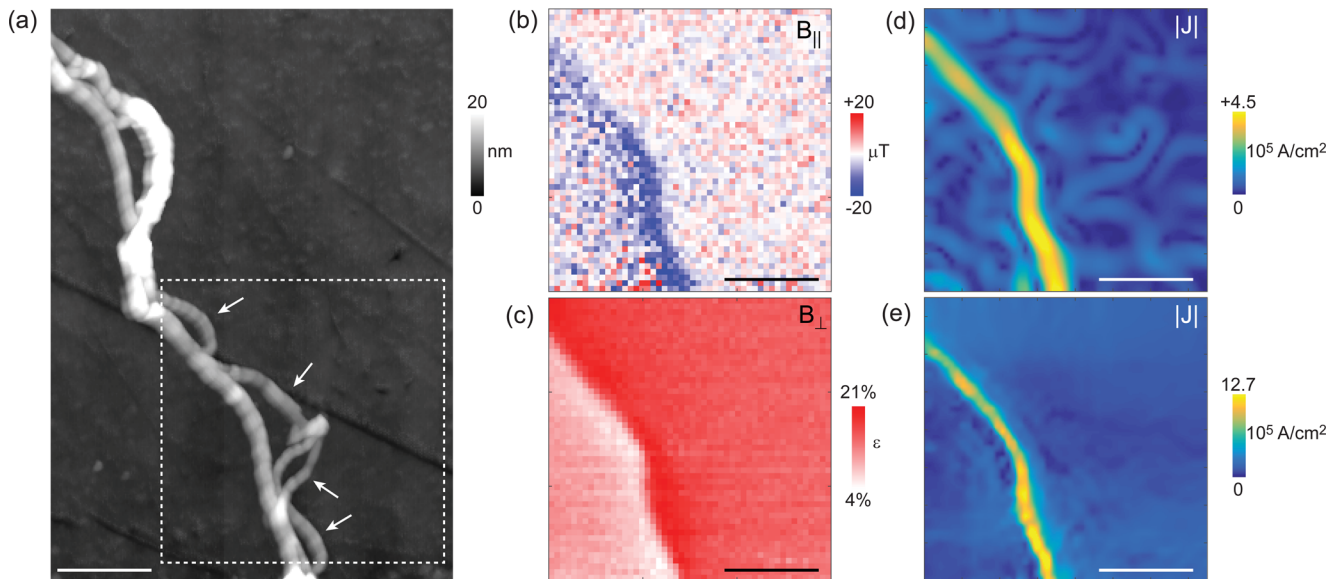 (a)
20
nm
0
(b)
B||
+20
μT
-20
(c)
B⊥
21%
ε
4%
(d)
|J|
+4.5
10⁵ A/cm²
0
(e)
|J|
12.7
10⁵ A/cm²
0